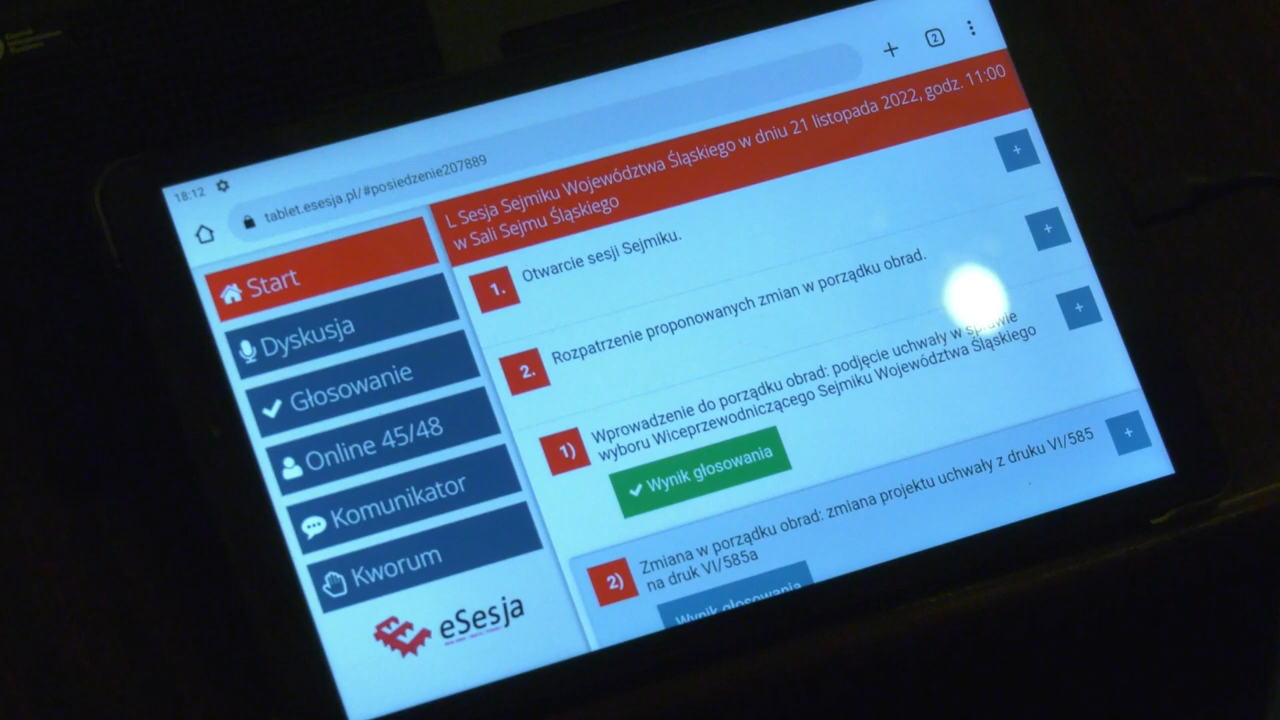 18:12
2
tablet.esesja.pl/#posiedzenie207889
L Sesja Sejmiku Województwa Śląskiego w dniu 21 listopada 2022, godz. 11:00
w Sali Sejmu Śląskiego
Start
Dyskusja
Głosowanie
Online 45/48
Komunikator
Kworum
eSesja
1. Otwarcie sesji Sejmiku.
+
2. Rozpatrzenie proponowanych zmian w porządku obrad.
+
1) Wprowadzenie do porządku obrad: podjęcie uchwały w sprawie
wyboru Wiceprzewodniczącego Sejmiku Województwa Śląskiego
+
Wynik głosowania
2) Zmiana w porządku obrad: zmiana projektu uchwały z druku VI/585
na druk VI/585a
+
Wynik głosowania